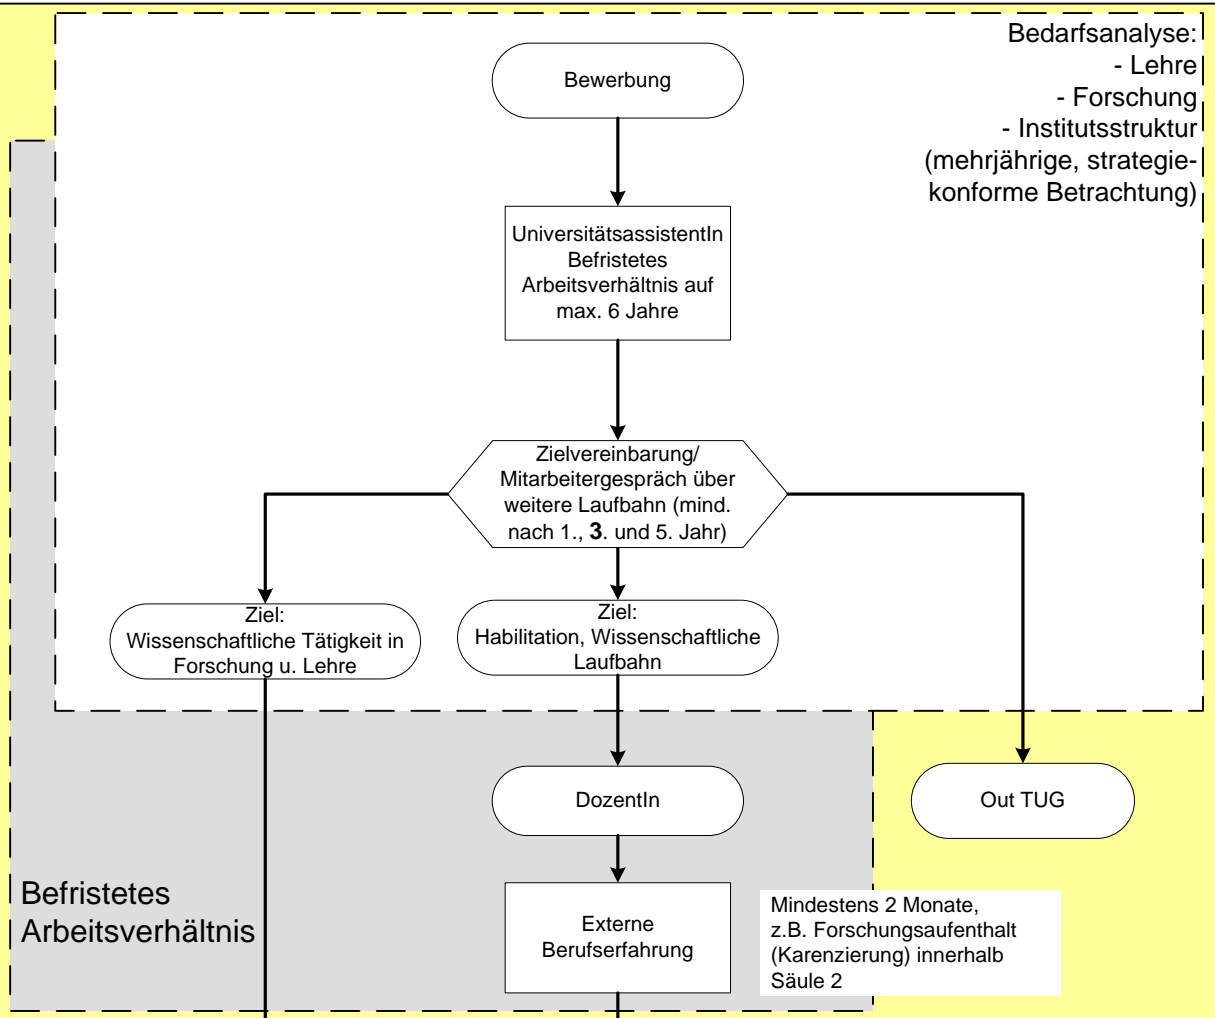 Bedarfsanalyse:
- Lehre
- Forschung
- Institutsstruktur
(mehrjährige, strategie-
konforme Betrachtung)
Bewerbung
UniversitätsassistentIn
Befristetes
Arbeitsverhältnis auf
max. 6 Jahre
Zielvereinbarung/
Mitarbeitergespräch über
weitere Laufbahn (mind.
nach 1., 3. und 5. Jahr)
Ziel:
Wissenschaftliche Tätigkeit in
Forschung u. Lehre
Ziel:
Habilitation, Wissenschaftliche
Laufbahn
DozentIn
Out TUG
Befristetes
Arbeitsverhältnis
Externe
Berufserfahrung
Mindestens 2 Monate,
z.B. Forschungsaufenthalt
(Karenzierung) innerhalb
Säule 2